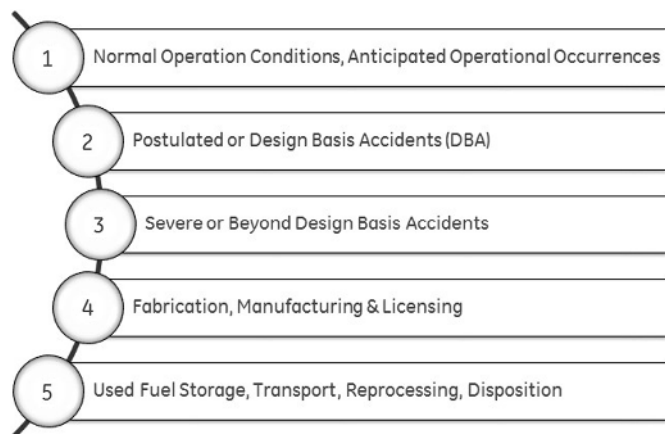 1 Normal Operation Conditions, Anticipated Operational Occurrences
2 Postulated or Design Basis Accidents (DBA)
3 Severe or Beyond Design Basis Accidents
4 Fabrication, Manufacturing & Licensing
5 Used Fuel Storage, Transport, Reprocessing, Disposition